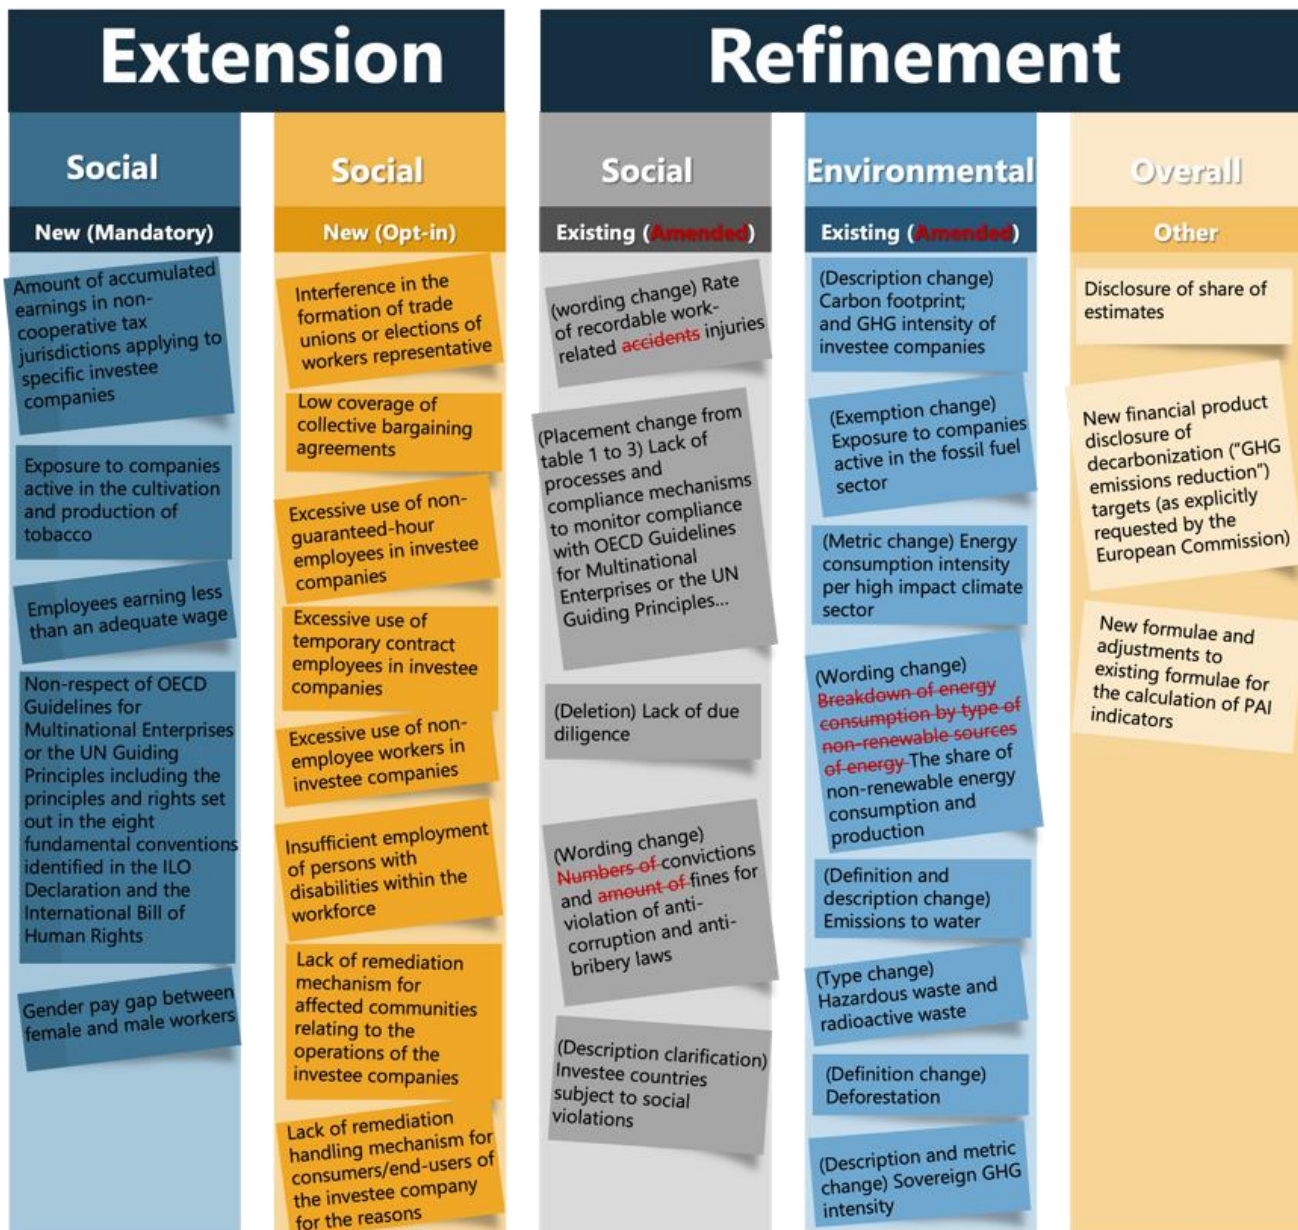 Extension
Refinement
Social
New (Mandatory)
Amount of accumulated
earnings in non-
cooperative tax
jurisdictions applying to
specific investee
companies
Exposure to companies
active in the cultivation
and production of
tobacco
Employees earning less
than an adequate wage
Non-respect of OECD
Guidelines for
Multinational Enterprises
or the UN Guiding
Principles including the
principles and rights set
out in the eight
fundamental conventions
identified in the ILO
Declaration and the
International Bill of
Human Rights
Gender pay gap between
female and male workers
Social
New (Opt-in)
Interference in the
formation of trade
unions or elections of
workers representative
Low coverage of
collective bargaining
agreements
Excessive use of non-
guaranteed-hour
employees in investee
companies
Excessive use of
temporary contract
employees in investee
companies
Excessive use of non-
employee workers in
investee companies
Insufficient employment
of persons with
disabilities within the
workforce
Lack of remediation
mechanism for
affected communities
relating to the
operations of the
investee companies
Lack of remediation
handling mechanism for
consumers/end-users of
the investee company
for the reasons
Social
Existing (Amended)
(wording change) Rate
of recordable work-
related accidents injuries
(Placement change from
table 1 to 3) Lack of
processes and
compliance mechanisms
to monitor compliance
with OECD Guidelines
for Multinational
Enterprises or the UN
Guiding Principles...
(Deletion) Lack of due
diligence
(Wording change)
Numbers of convictions
and amount of fines for
violation of anti-
corruption and anti-
bribery laws
(Description clarification)
Investee countries
subject to social
violations
Environmental
Existing (Amended)
(Description change)
Carbon footprint;
and GHG intensity of
investee companies
(Exemption change)
Exposure to companies
active in the fossil fuel
sector
(Metric change) Energy
consumption intensity
per high impact climate
sector
(Wording change)
Breakdown of energy
consumption by type of
non-renewable sources
of energy The share of
non-renewable energy
consumption and
production
(Definition and
description change)
Emissions to water
(Type change)
Hazardous waste and
radioactive waste
(Definition change)
Deforestation
(Description and metric
change) Sovereign GHG
intensity
Overall
Other
Disclosure of share of
estimates
New financial product
disclosure of
decarbonization ("GHG
emissions reduction")
targets (as explicitly
requested by the
European Commission)
New formulae and
adjustments to
existing formulae for
the calculation of PAI
indicators